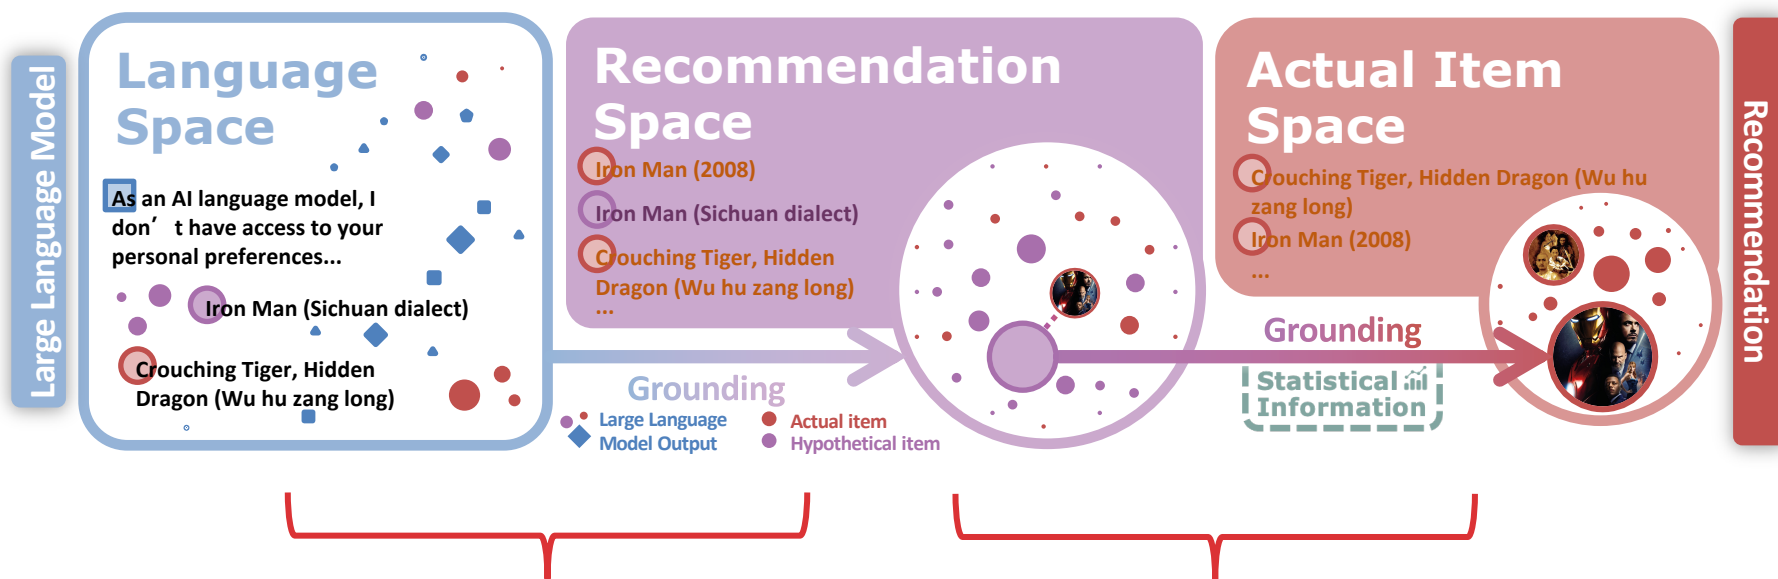 Large Language Model
Language
Space
As an AI language model, I
don’ t have access to your
personal preferences...
Iron Man (Sichuan dialect)
Crouching Tiger, Hidden
Dragon (Wu hu zang long)
Recommendation
Space
Iron Man (2008)
Iron Man (Sichuan dialect)
Crouching Tiger, Hidden
Dragon (Wu hu zang long)
...
Grounding
Large Language
Model Output
Actual item
Hypothetical item
Actual Item
Space
Crouching Tiger, Hidden Dragon (Wu hu
zang long)
Iron Man (2008)
...
Grounding
Statistical
Information
Recommendation